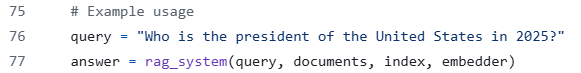 75 # Example usage
76 query = "Who is the president of the United States in 2025?"
77 answer = rag_system(query, documents, index, embedder)